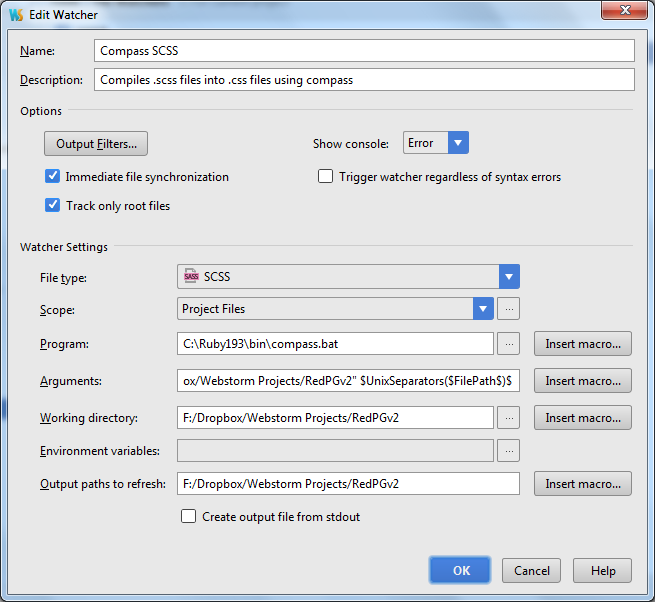 Edit Watcher
Name: Compass SCSS
Description: Compiles .scss files into .css files using compass
Options
Output Filters... Show console: Error
Immediate file synchronization Trigger watcher regardless of syntax errors
Track only root files
Watcher Settings
File type: SCSS
Scope: Project Files ...
Program: C:\Ruby193\bin\compass.bat ... Insert macro...
Arguments: ox/Webstorm Projects/RedPGv2" $UnixSeparators($FilePath$)$ Insert macro...
Working directory: F:/Dropbox/Webstorm Projects/RedPGv2 ... Insert macro...
Environment variables: ...
Output paths to refresh: F:/Dropbox/Webstorm Projects/RedPGv2 Insert macro...
Create output file from stdout
OK Cancel Help